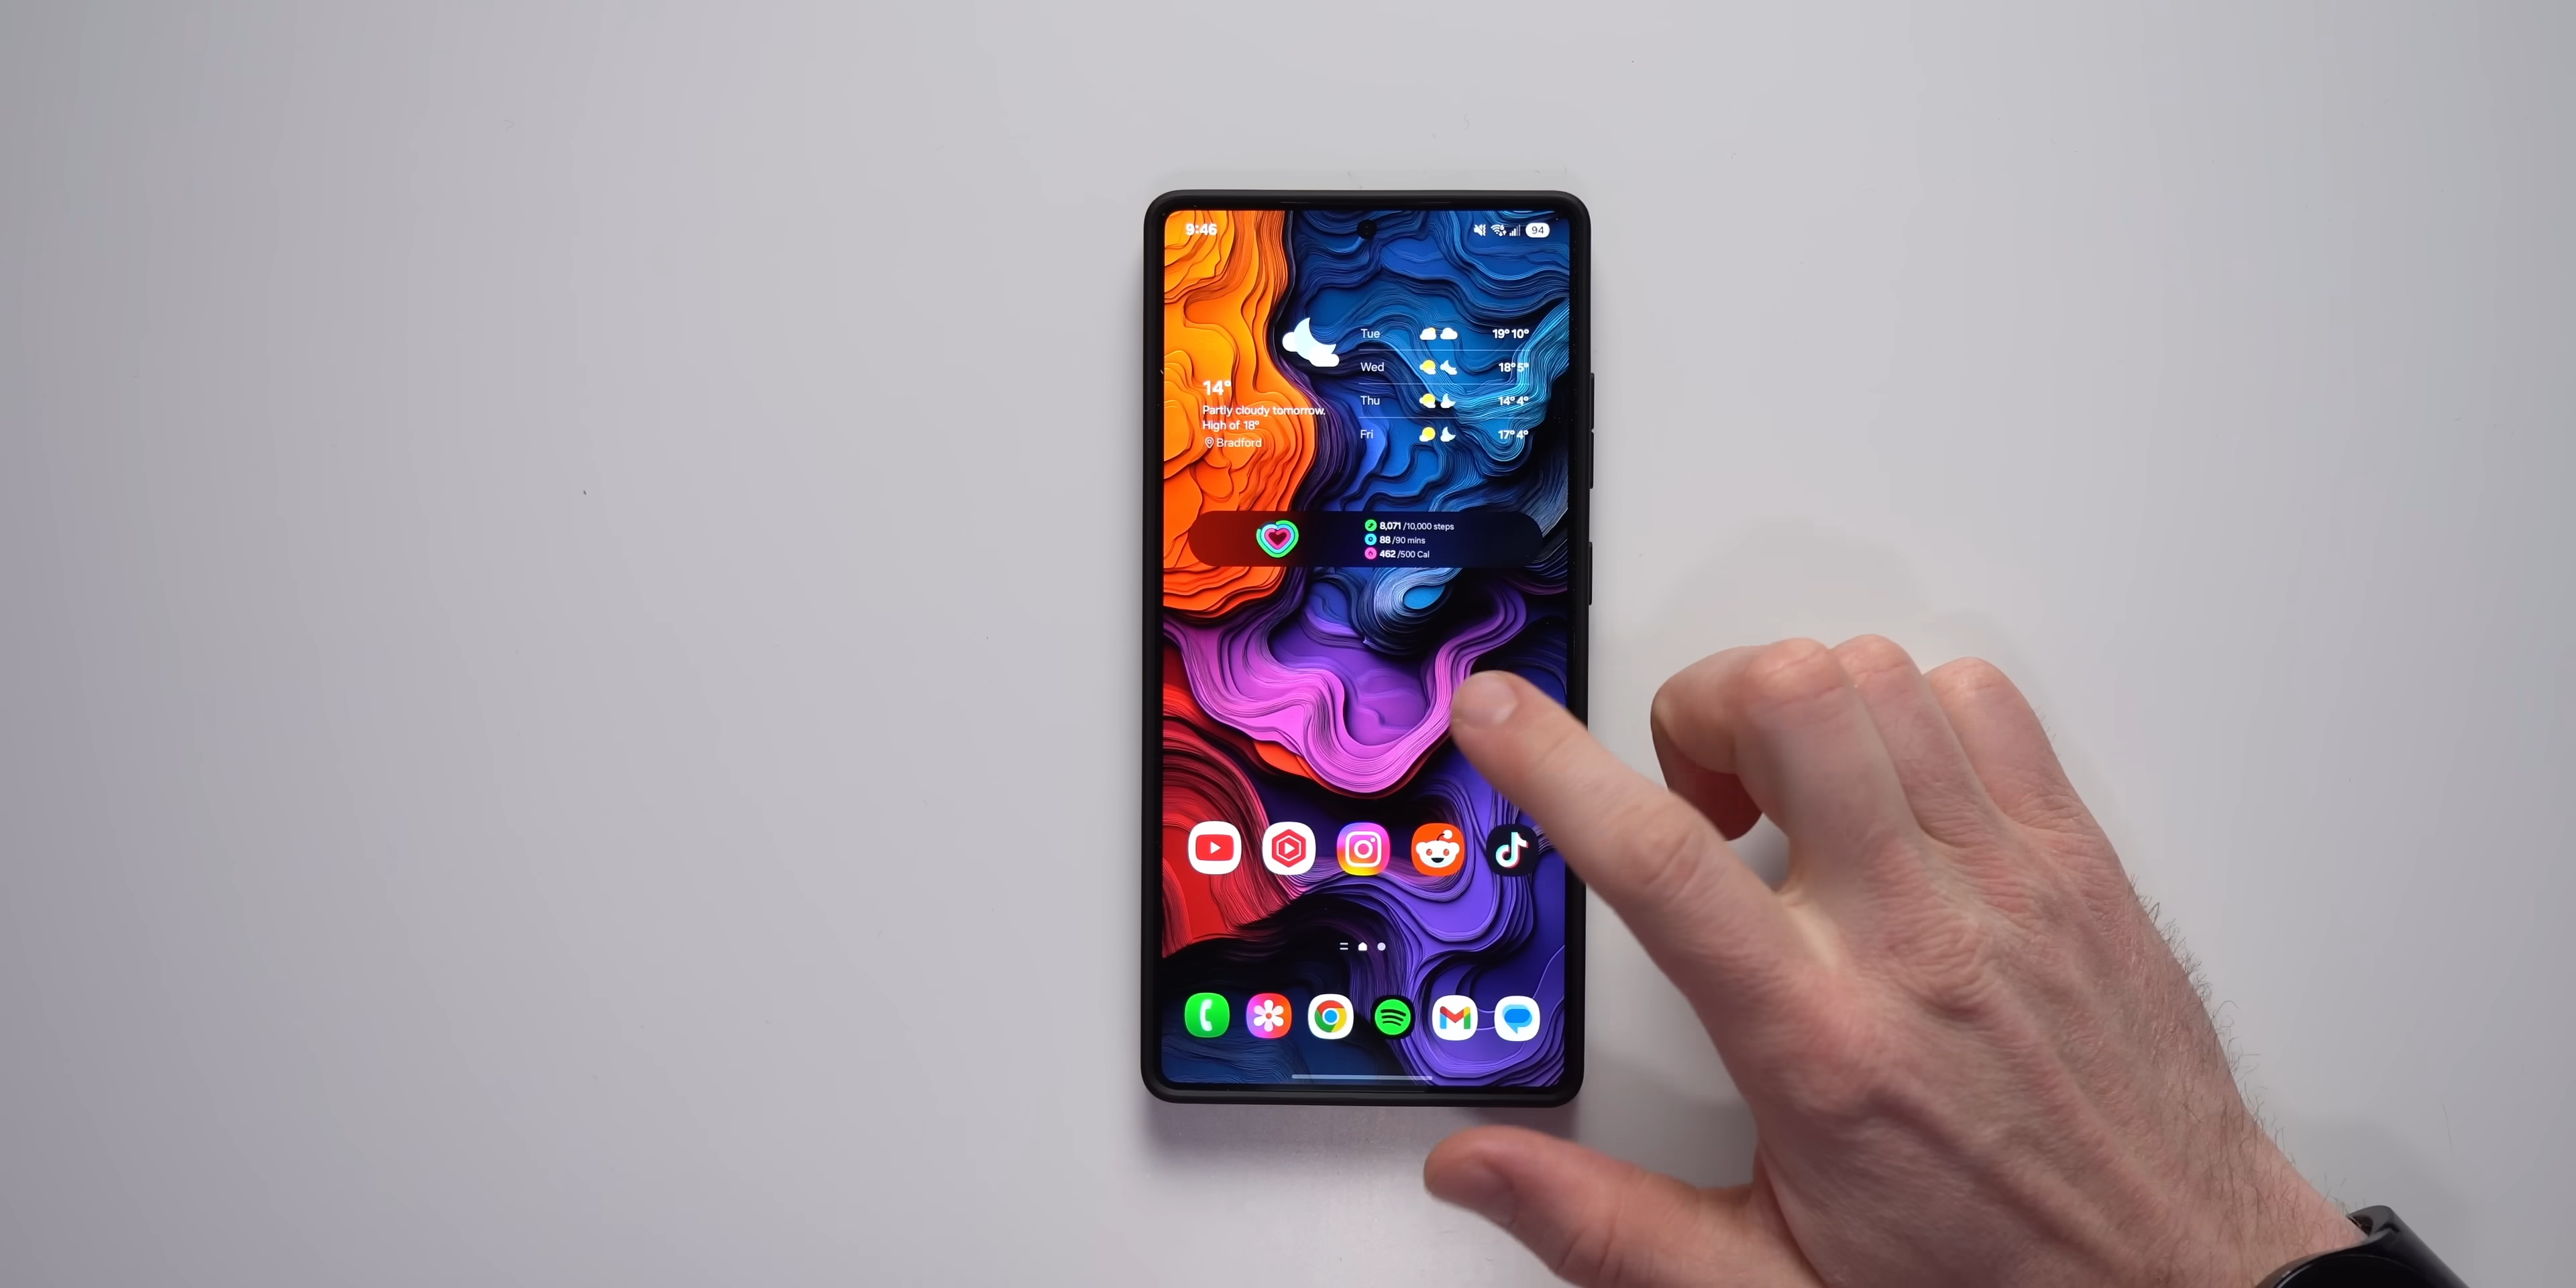 9:46
94
Tue 19° 10°
Wed 18° 5°
Thu 14° 4°
Fri 17° 4°
14°
Partly cloudy tomorrow.
High of 18°
Bradford
8,071 /10,000 steps
88 /90 mins
462 /500 Cal